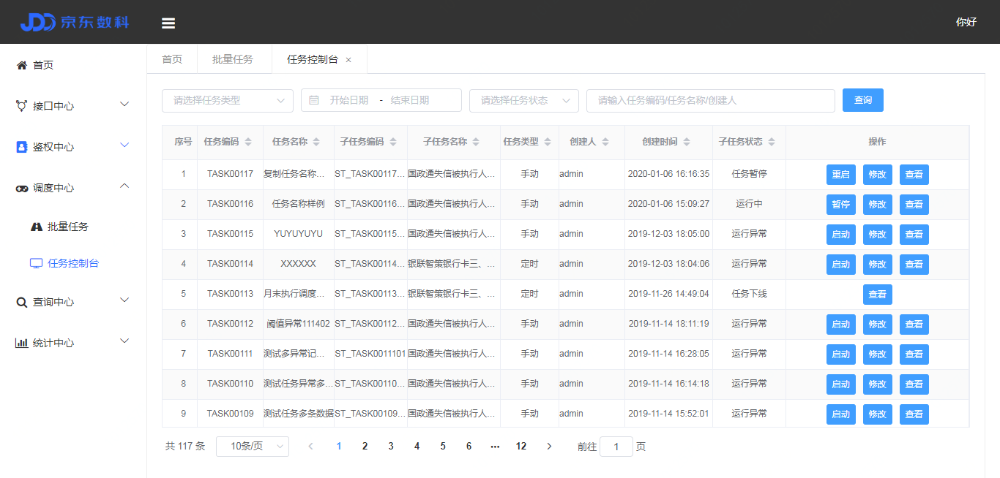 JDD 京东数科
你好
首页
接口中心
鉴权中心
调度中心
批量任务
任务控制台
查询中心
统计中心
首页 批量任务 任务控制台 ×
请选择任务类型 开始日期 - 结束日期 请选择任务状态 请输入任务编码/任务名称/创建人 查询
序号 任务编码 任务名称 子任务编码 子任务名称 任务类型 创建人 创建时间 子任务状态 操作
1 TASK00117 复制任务名称... ST_TASK00117... 国政通失信被执行人... 手动 admin 2020-01-06 16:16:35 任务暂停 重启 修改 查看
2 TASK00116 任务名称样例 ST_TASK00116... 国政通失信被执行人... 手动 admin 2020-01-06 15:09:27 运行中 暂停 修改 查看
3 TASK00115 YUYUYUYU ST_TASK00115... 国政通失信被执行人... 手动 admin 2019-12-03 18:05:00 运行异常 启动 修改 查看
4 TASK00114 XXXXXX ST_TASK00114... 银联智策银行卡三、... 定时 admin 2019-12-03 18:04:06 运行异常 启动 修改 查看
5 TASK00113 月末执行调度... ST_TASK00113... 银联智策银行卡三、... 定时 admin 2019-11-26 14:49:04 任务下线 查看
6 TASK00112 阈值异常111402 ST_TASK00112... 国政通失信被执行人... 手动 admin 2019-11-14 18:11:19 运行异常 启动 修改 查看
7 TASK00111 测试多异常记... ST_TASK0011101 国政通失信被执行人... 手动 admin 2019-11-14 16:28:05 运行异常 启动 修改 查看
8 TASK00110 测试任务异常多... ST_TASK00110... 国政通失信被执行人... 手动 admin 2019-11-14 16:14:18 运行异常 启动 修改 查看
9 TASK00109 测试任务多条数据 ST_TASK00109... 国政通失信被执行人... 手动 admin 2019-11-14 15:52:01 运行异常 启动 修改 查看
共 117 条 10条/页 < 1 2 3 4 5 6 ... 12 > 前往 1 页